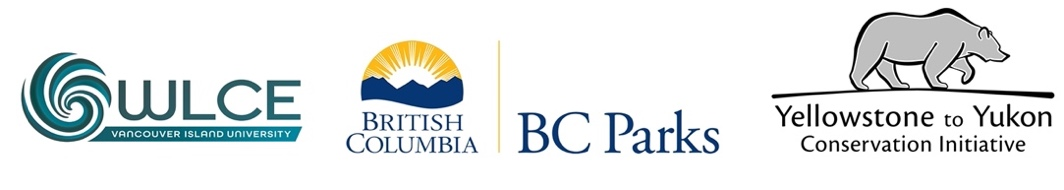 WLCE
VANCOUVER ISLAND UNIVERSITY
BRITISH
COLUMBIA
BC Parks
Yellowstone to Yukon
Conservation Initiative